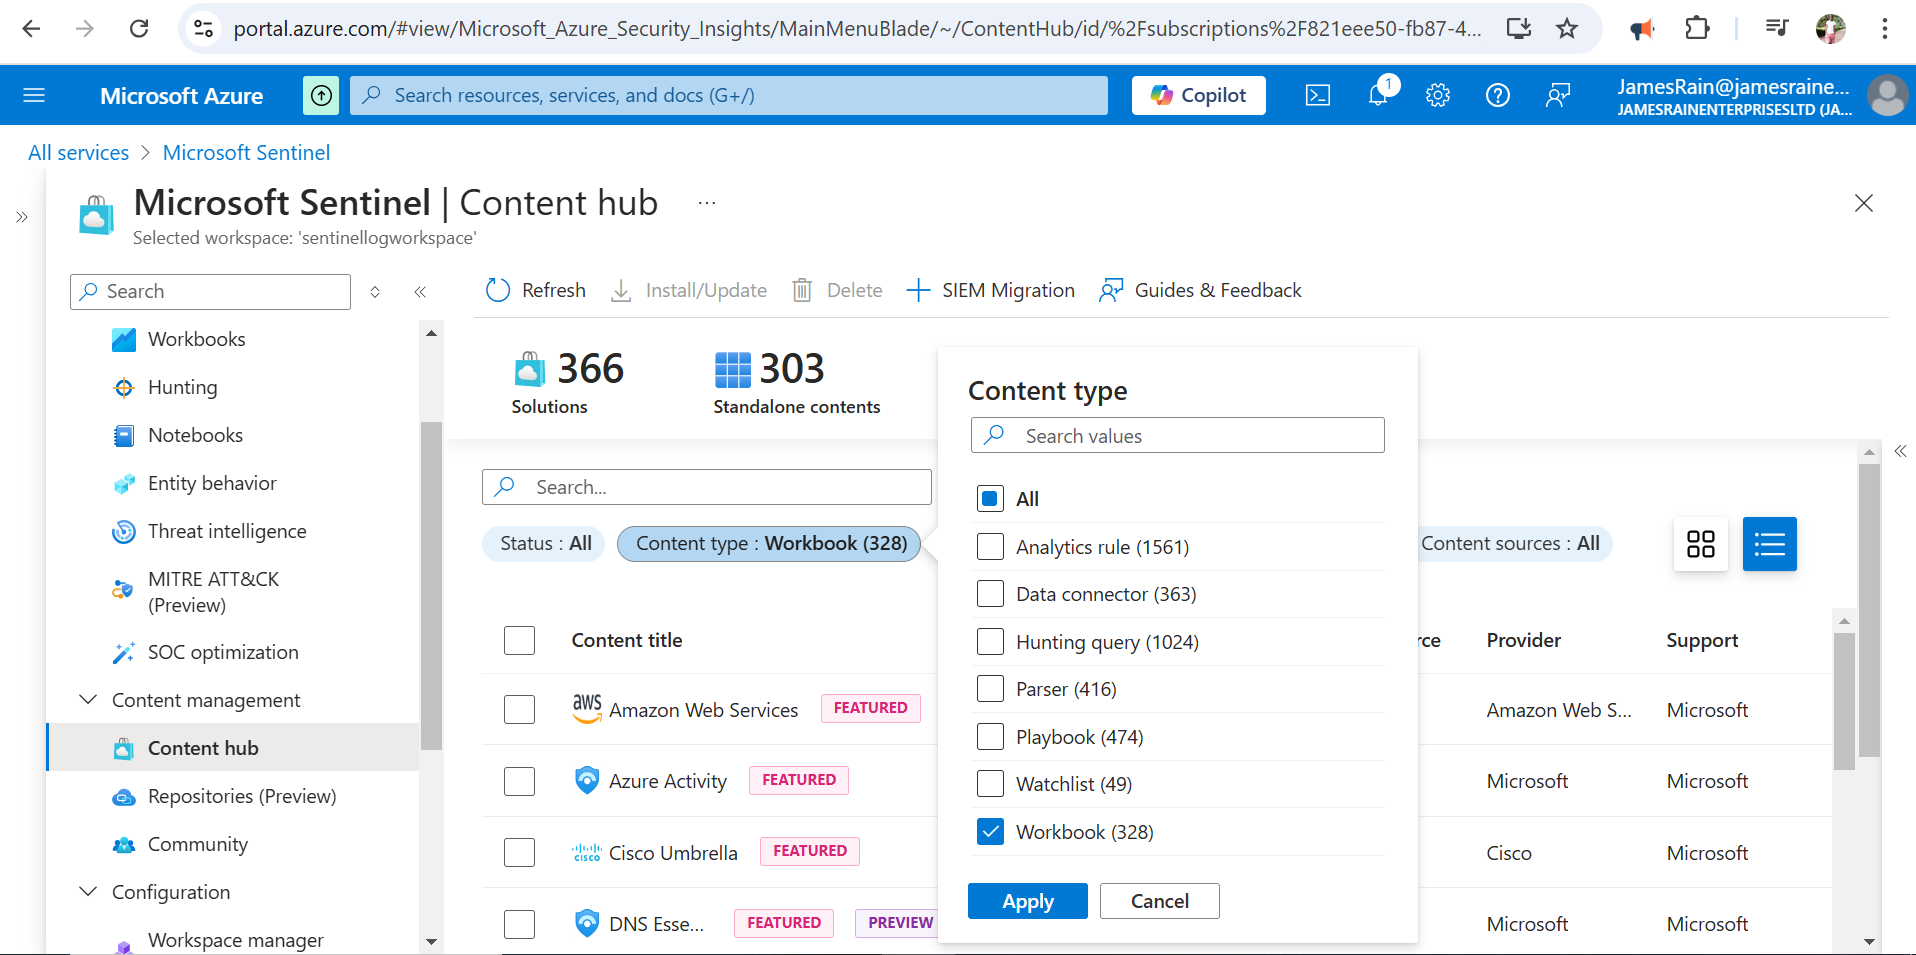 portal.azure.com/#view/Microsoft_Azure_Security_Insights/MainMenuBlade/~/ContentHub/id/%2Fsubscriptions%2F821eee50-fb87-4...
Microsoft Azure
Search resources, services, and docs (G+/)
Copilot
1
JamesRain@jamesraine...
JAMESRAINENTERPRISESLTD (JA...
All services > Microsoft Sentinel
Microsoft Sentinel | Content hub ...
Selected workspace: 'sentinellogworkspace'
Search
Refresh Install/Update Delete SIEM Migration Guides & Feedback
Workbooks
Hunting
Notebooks
Entity behavior
Threat intelligence
MITRE ATT&CK
(Preview)
SOC optimization
Content management
Content hub
Repositories (Preview)
Community
Configuration
Workspace manager
366
Solutions
303
Standalone contents
Search...
Status : All
Content type : Workbook (328)
Content sources : All
Content title
rce
Provider
Support
aws Amazon Web Services FEATURED
Amazon Web S... Microsoft
Azure Activity FEATURED
Microsoft Microsoft
cisco Cisco Umbrella FEATURED
Cisco Microsoft
DNS Esse... FEATURED PREVIEW
Microsoft Microsoft
Content type
Search values
All
Analytics rule (1561)
Data connector (363)
Hunting query (1024)
Parser (416)
Playbook (474)
Watchlist (49)
Workbook (328)
Apply Cancel